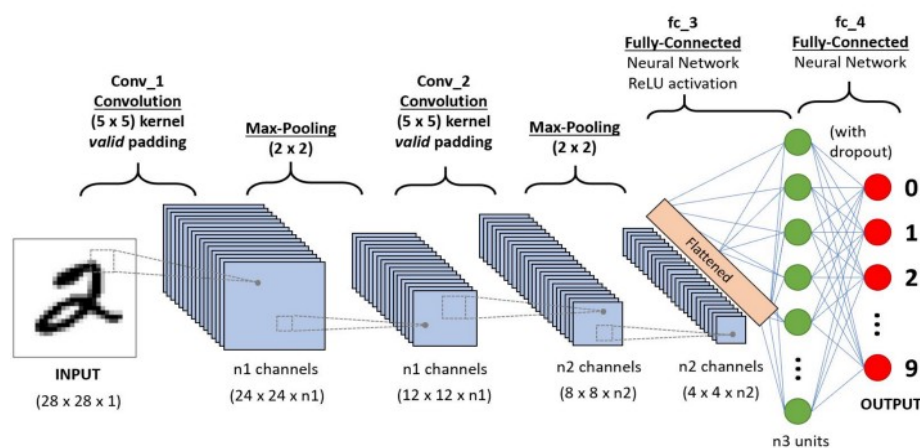 fc_3
Fully-Connected
Neural Network
ReLU activation
fc_4
Fully-Connected
Neural Network
Conv_1
Convolution
(5 x 5) kernel
valid padding
Max-Pooling
(2 x 2)
Conv_2
Convolution
(5 x 5) kernel
valid padding
Max-Pooling
(2 x 2)
(with
dropout)
Flattened
2
0
1
2
9
INPUT
(28 x 28 x 1)
n1 channels
(24 x 24 x n1)
n1 channels
(12 x 12 x n1)
n2 channels
(8 x 8 x n2)
n2 channels
(4 x 4 x n2)
OUTPUT
n3 units